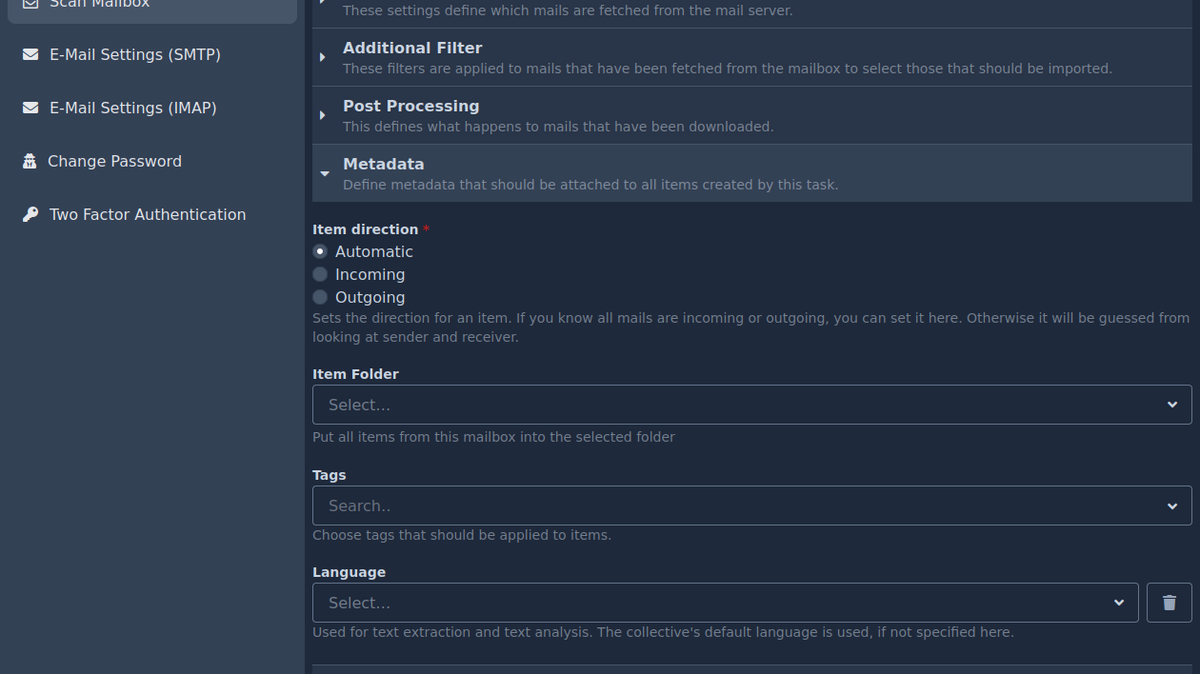 Scan Mailbox
E-Mail Settings (SMTP)
E-Mail Settings (IMAP)
Change Password
Two Factor Authentication
These settings define which mails are fetched from the mail server.
Additional Filter
These filters are applied to mails that have been fetched from the mailbox to select those that should be imported.
Post Processing
This defines what happens to mails that have been downloaded.
Metadata
Define metadata that should be attached to all items created by this task.
Item direction *
Automatic
Incoming
Outgoing
Sets the direction for an item. If you know all mails are incoming or outgoing, you can set it here. Otherwise it will be guessed from
looking at sender and receiver.
Item Folder
Select…
Put all items from this mailbox into the selected folder
Tags
Search..
Choose tags that should be applied to items.
Language
Select…
Used for text extraction and text analysis. The collective's default language is used, if not specified here.